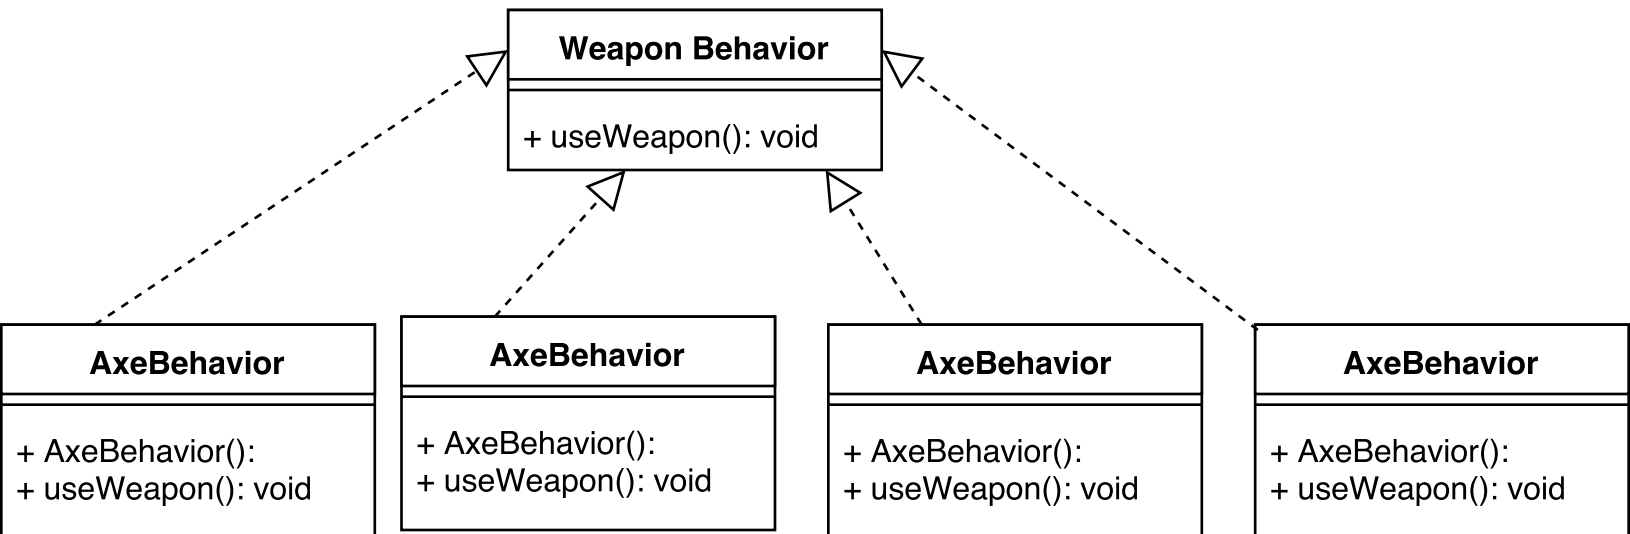 Weapon Behavior
+ useWeapon(): void
AxeBehavior
+ AxeBehavior():
+ useWeapon(): void
AxeBehavior
+ AxeBehavior():
+ useWeapon(): void
AxeBehavior
+ AxeBehavior():
+ useWeapon(): void
AxeBehavior
+ AxeBehavior():
+ useWeapon(): void